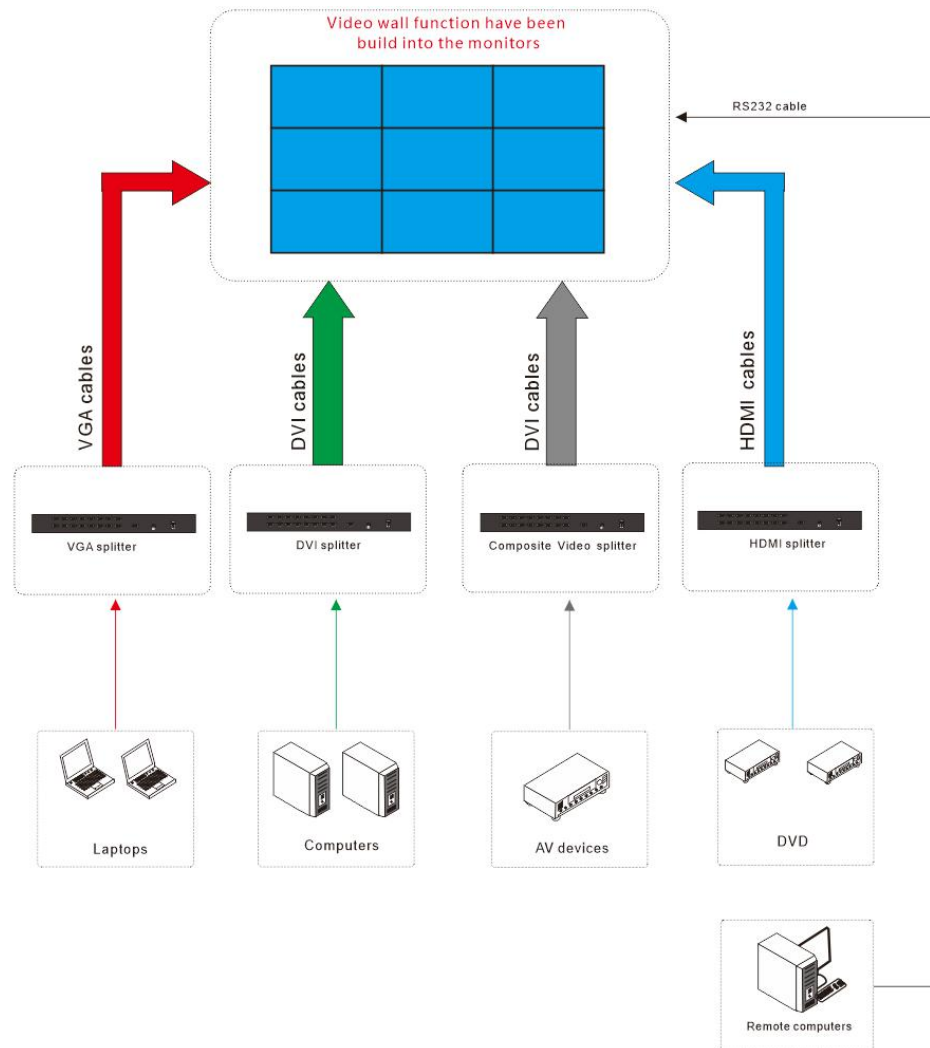 Video wall function have been
build into the monitors
RS232 cable
VGA cables
DVI cables
DVI cables
HDMI cables
VGA splitter
DVI splitter
Composite Video splitter
HDMI splitter
Laptops
Computers
AV devices
DVD
Remote computers